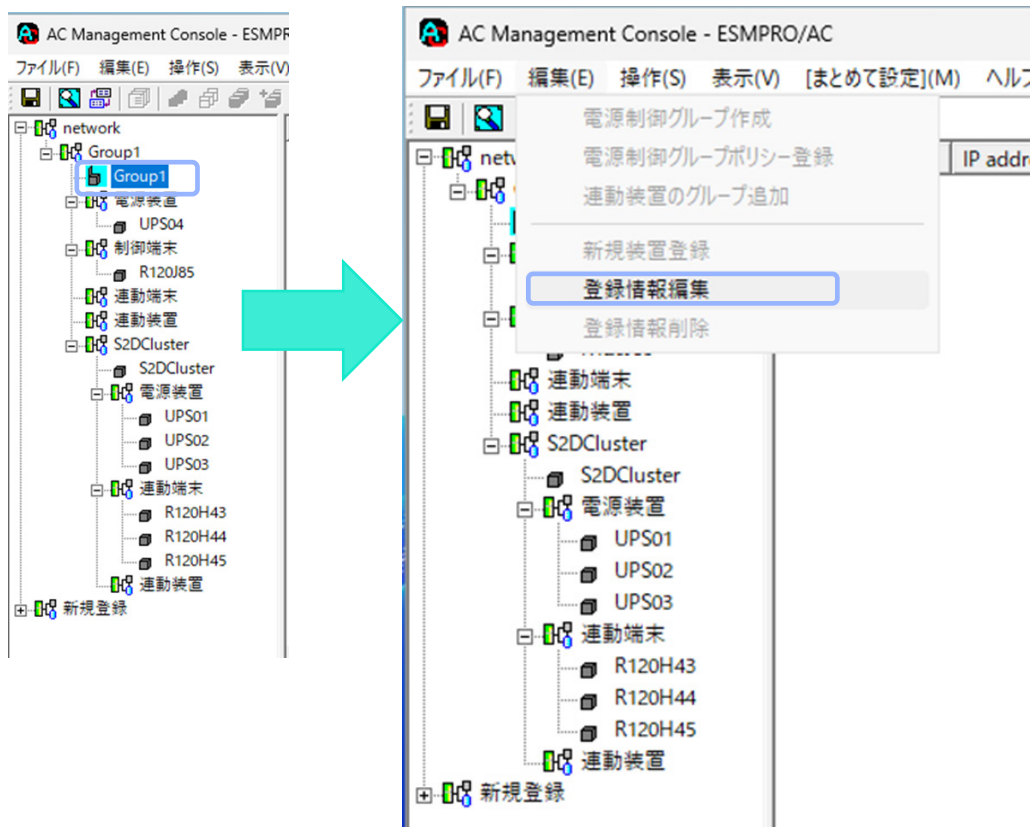 AC Management Console - ESMPR
ファイル(F) 編集(E) 操作(S) 表示(V)
network
Group1
Group1
電源装置
UPS04
制御端末
R120J85
連動端末
連動装置
S2DCluster
S2DCluster
電源装置
UPS01
UPS02
UPS03
連動端末
R120H43
R120H44
R120H45
連動装置
新規登録
AC Management Console - ESMPRO/AC
ファイル(F) 編集(E) 操作(S) 表示(V) [まとめて設定](M) ヘルプ
電源制御グループ作成
netw IP addre
電源制御グループポリシー登録
連動装置のグループ追加
新規装置登録
登録情報編集
登録情報削除
連動端末
連動装置
S2DCluster
S2DCluster
電源装置
UPS01
UPS02
UPS03
連動端末
R120H43
R120H44
R120H45
連動装置
新規登録